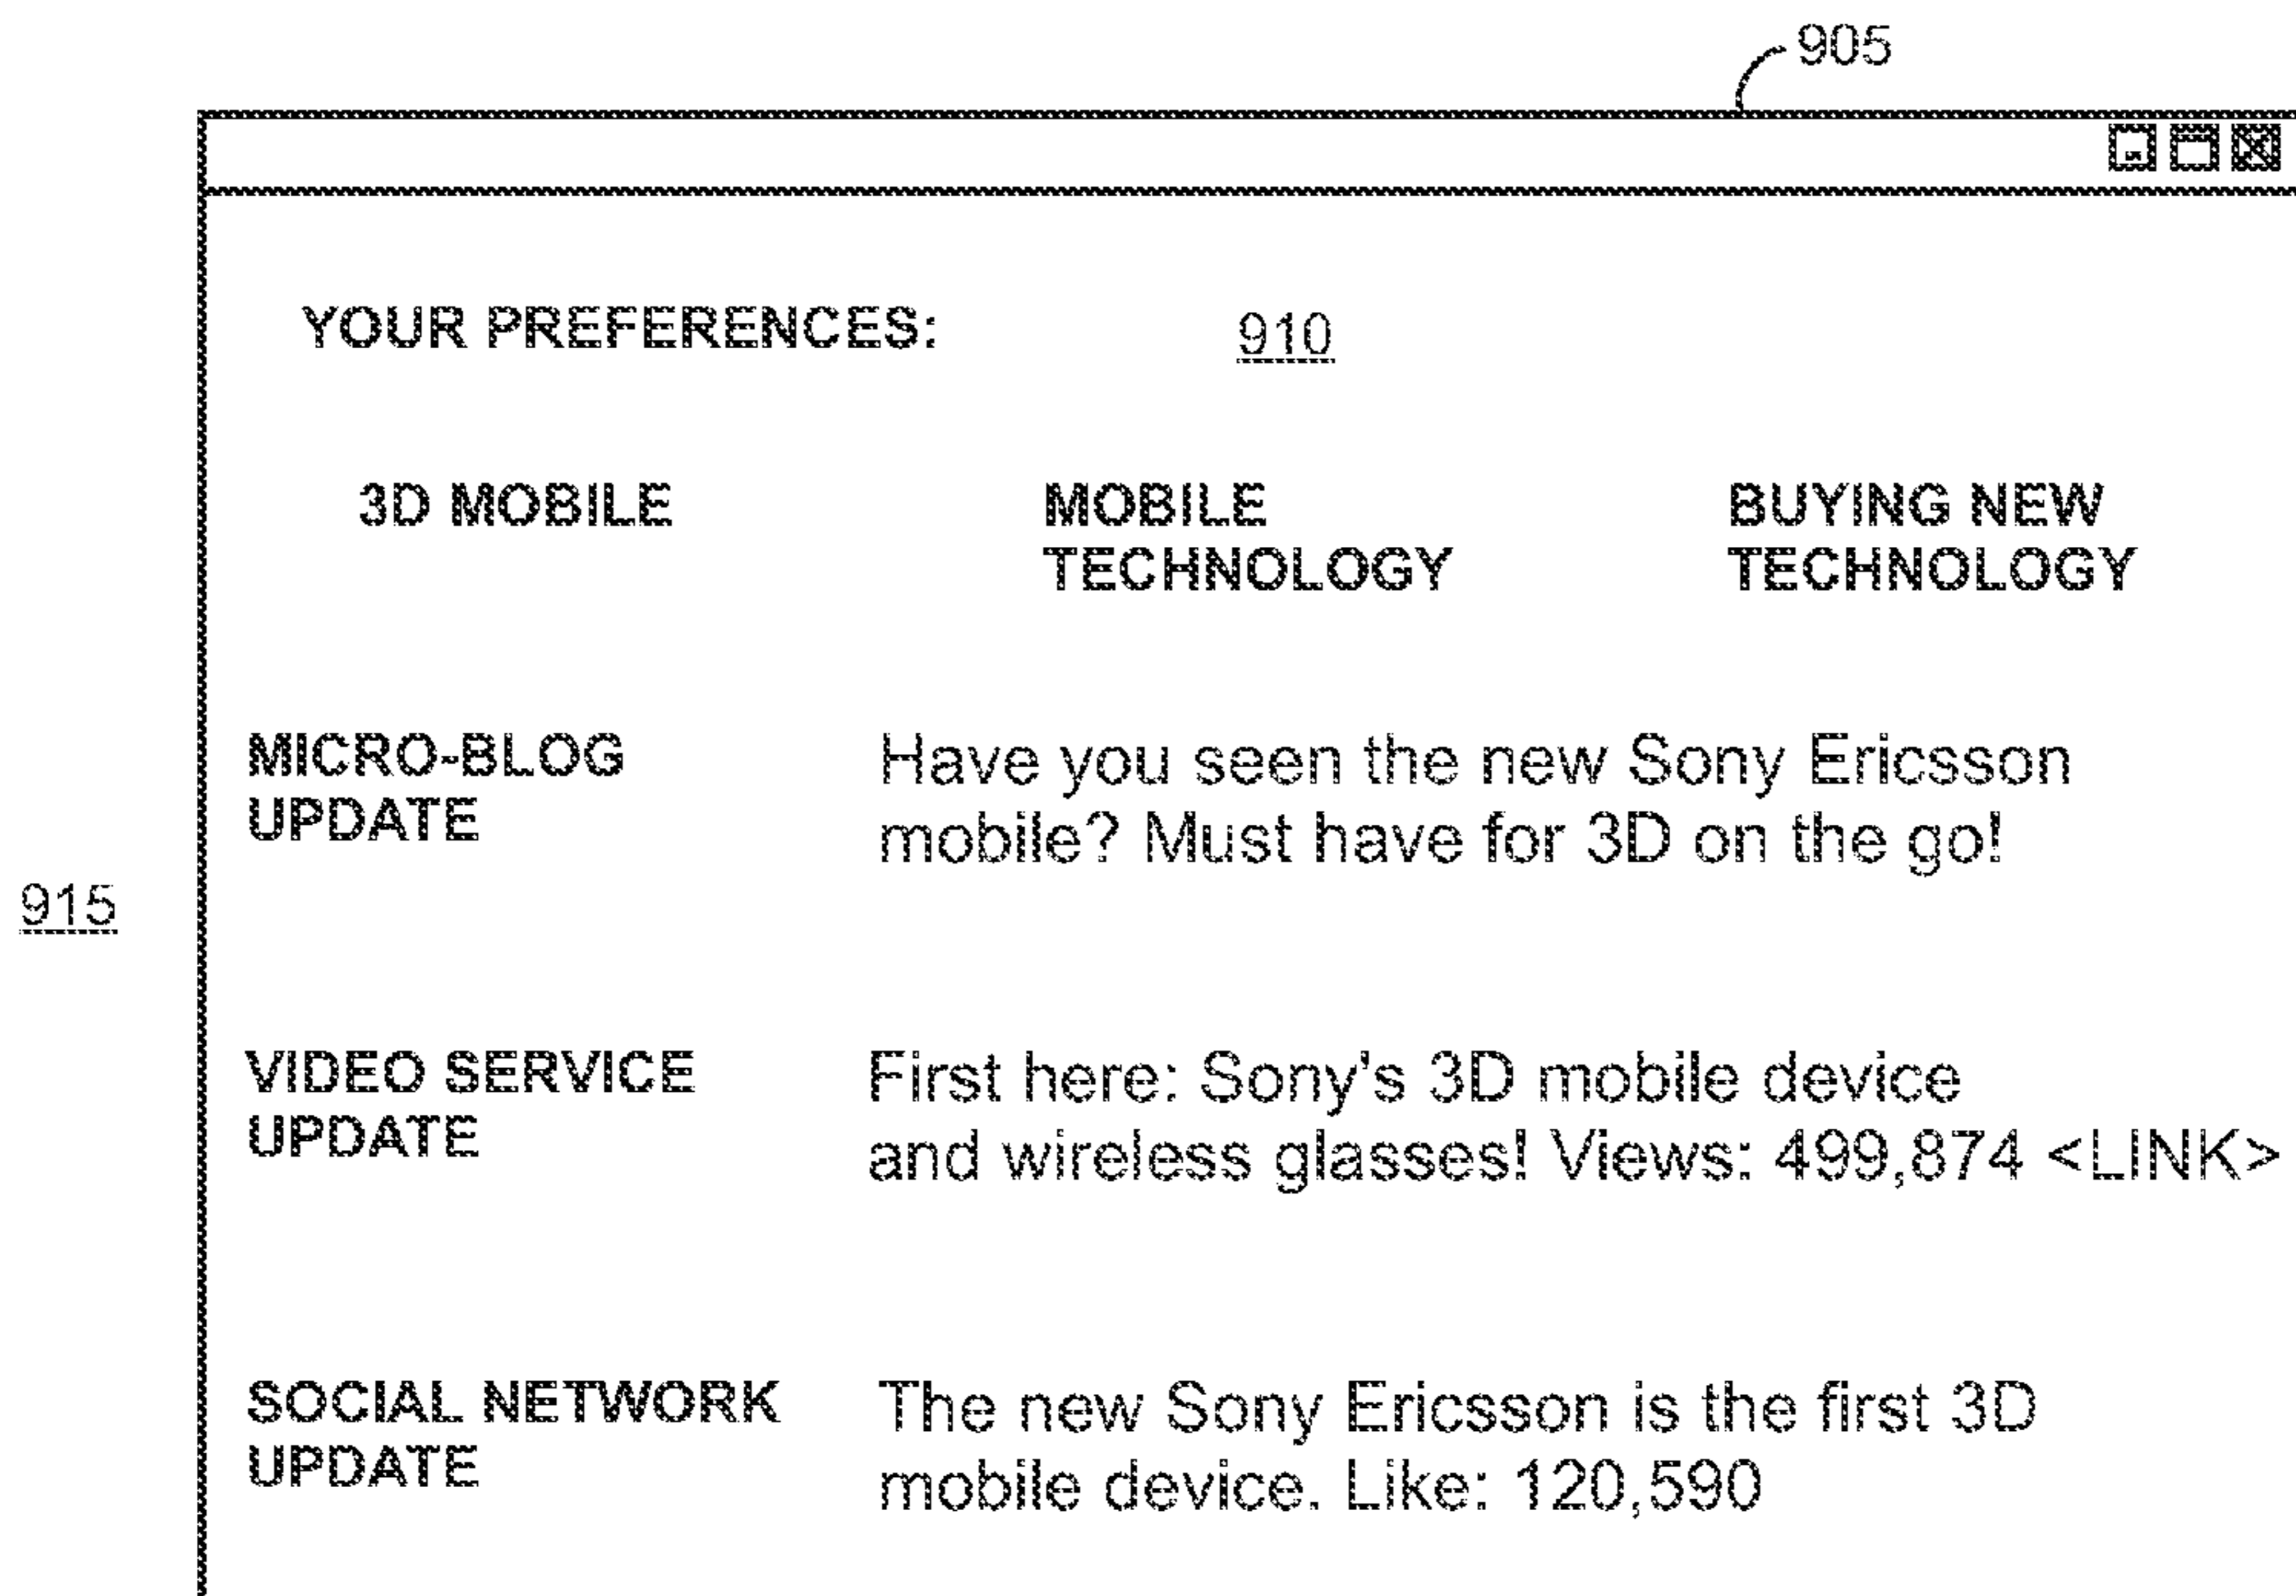 905
YOUR PREFERENCES: 910
3D MOBILE MOBILE TECHNOLOGY BUYING NEW TECHNOLOGY
MICRO-BLOG UPDATE
Have you seen the new Sony Ericsson
mobile? Must have for 3D on the go!
915
VIDEO SERVICE UPDATE
First here: Sony's 3D mobile device
and wireless glasses! Views: 499,874 <LINK>
SOCIAL NETWORK UPDATE
The new Sony Ericsson is the first 3D
mobile device. Like: 120,590